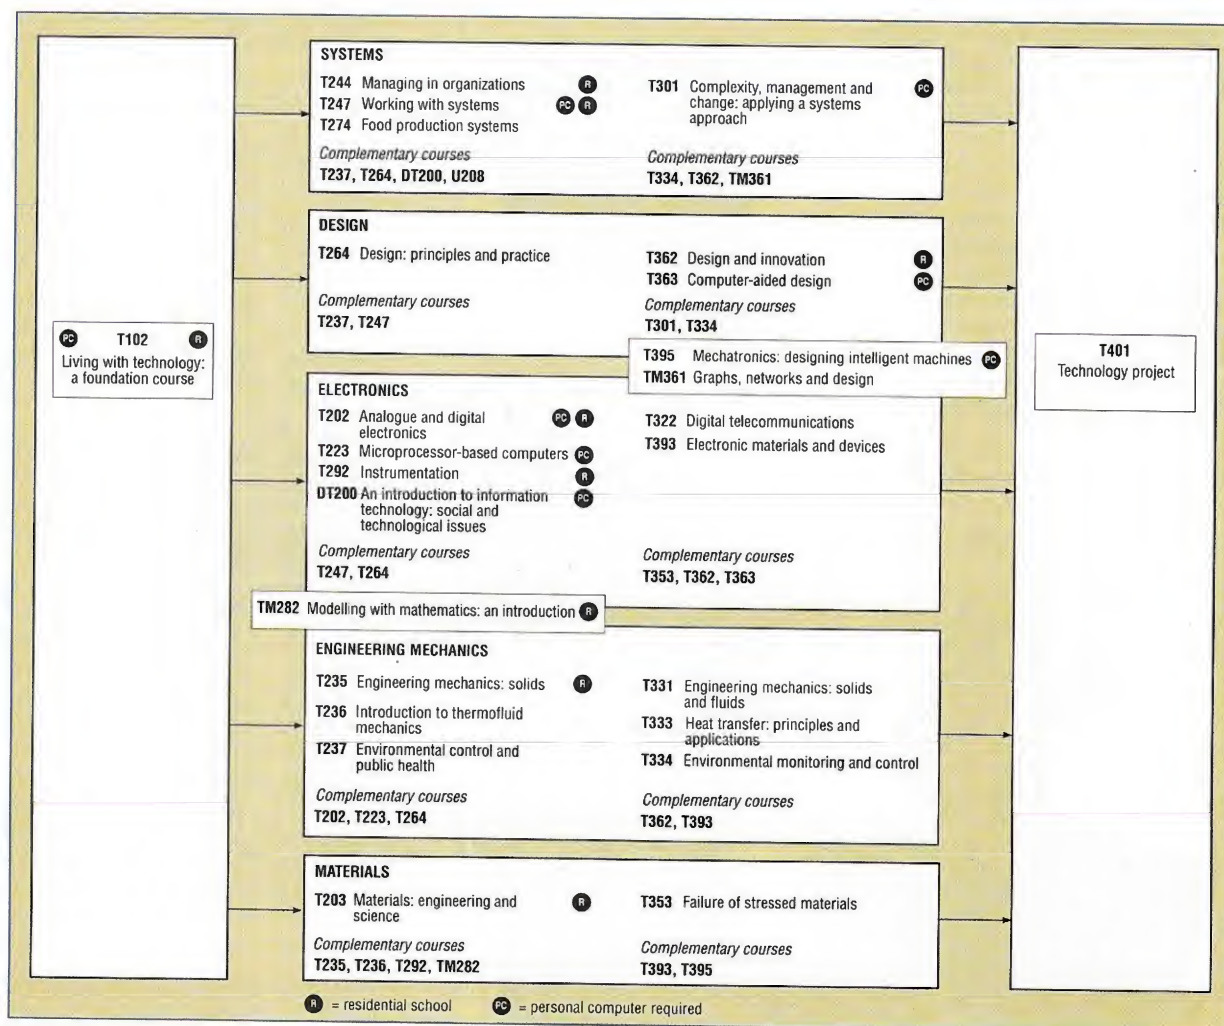 PC T102 R
Living with technology:
a foundation course
SYSTEMS
T244 Managing in organizations R
T247 Working with systems PC R
T274 Food production systems
Complementary courses
T237, T264, DT200, U208
T301 Complexity, management and PC
change: applying a systems
approach
Complementary courses
T334, T362, TM361
DESIGN
T264 Design: principles and practice
Complementary courses
T237, T247
T362 Design and innovation R
T363 Computer-aided design PC
Complementary courses
T301, T334
T395 Mechatronics: designing intelligent machines PC
TM361 Graphs, networks and design
ELECTRONICS
T202 Analogue and digital PC R
electronics
T223 Microprocessor-based computers PC
T292 Instrumentation R
DT200 An introduction to information PC
technology: social and
technological issues
Complementary courses
T247, T264
T322 Digital telecommunications
T393 Electronic materials and devices
Complementary courses
T353, T362, T363
TM282 Modelling with mathematics: an introduction R
ENGINEERING MECHANICS
T235 Engineering mechanics: solids R
T236 Introduction to thermofluid
mechanics
T237 Environmental control and
public health
Complementary courses
T202, T223, T264
T331 Engineering mechanics: solids
and fluids
T333 Heat transfer: principles and
applications
T334 Environmental monitoring and control
Complementary courses
T362, T393
MATERIALS
T203 Materials: engineering and R
science
Complementary courses
T235, T236, T292, TM282
T353 Failure of stressed materials
Complementary courses
T393, T395
T401
Technology project
R = residential school PC = personal computer required